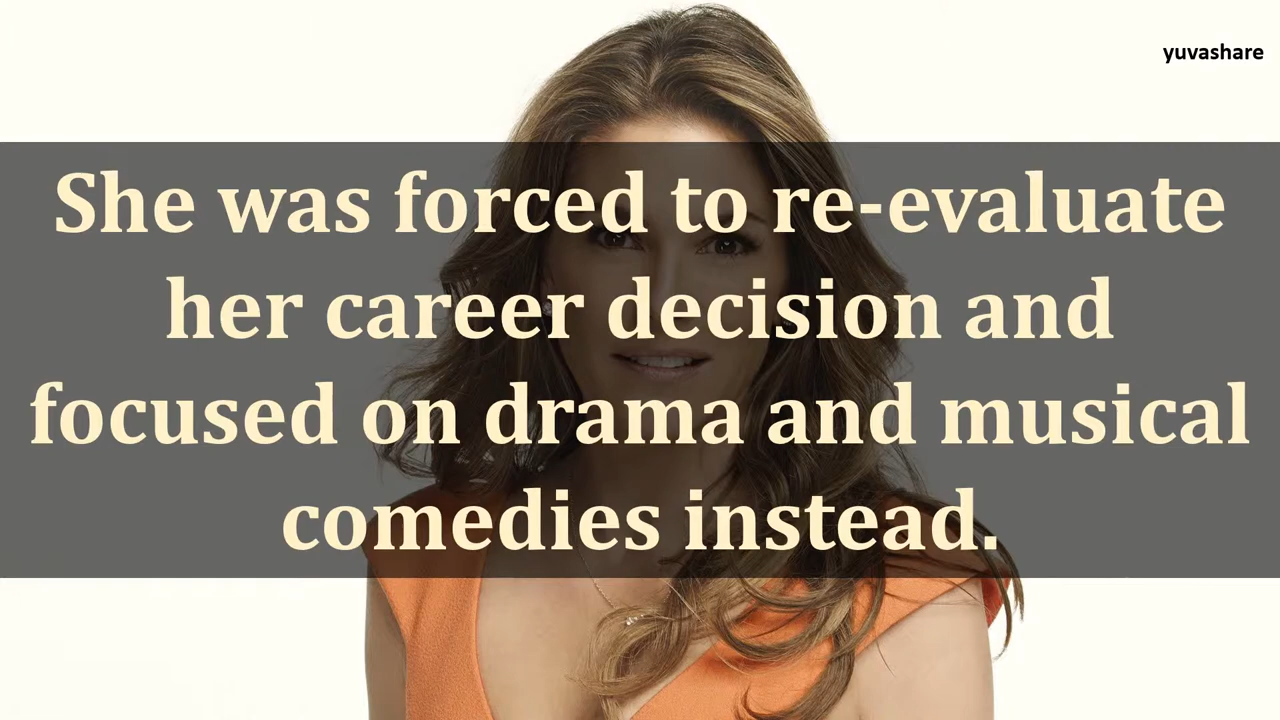 yuvashare
She was forced to re-evaluate
her career decision and
focused on drama and musical
comedies instead.